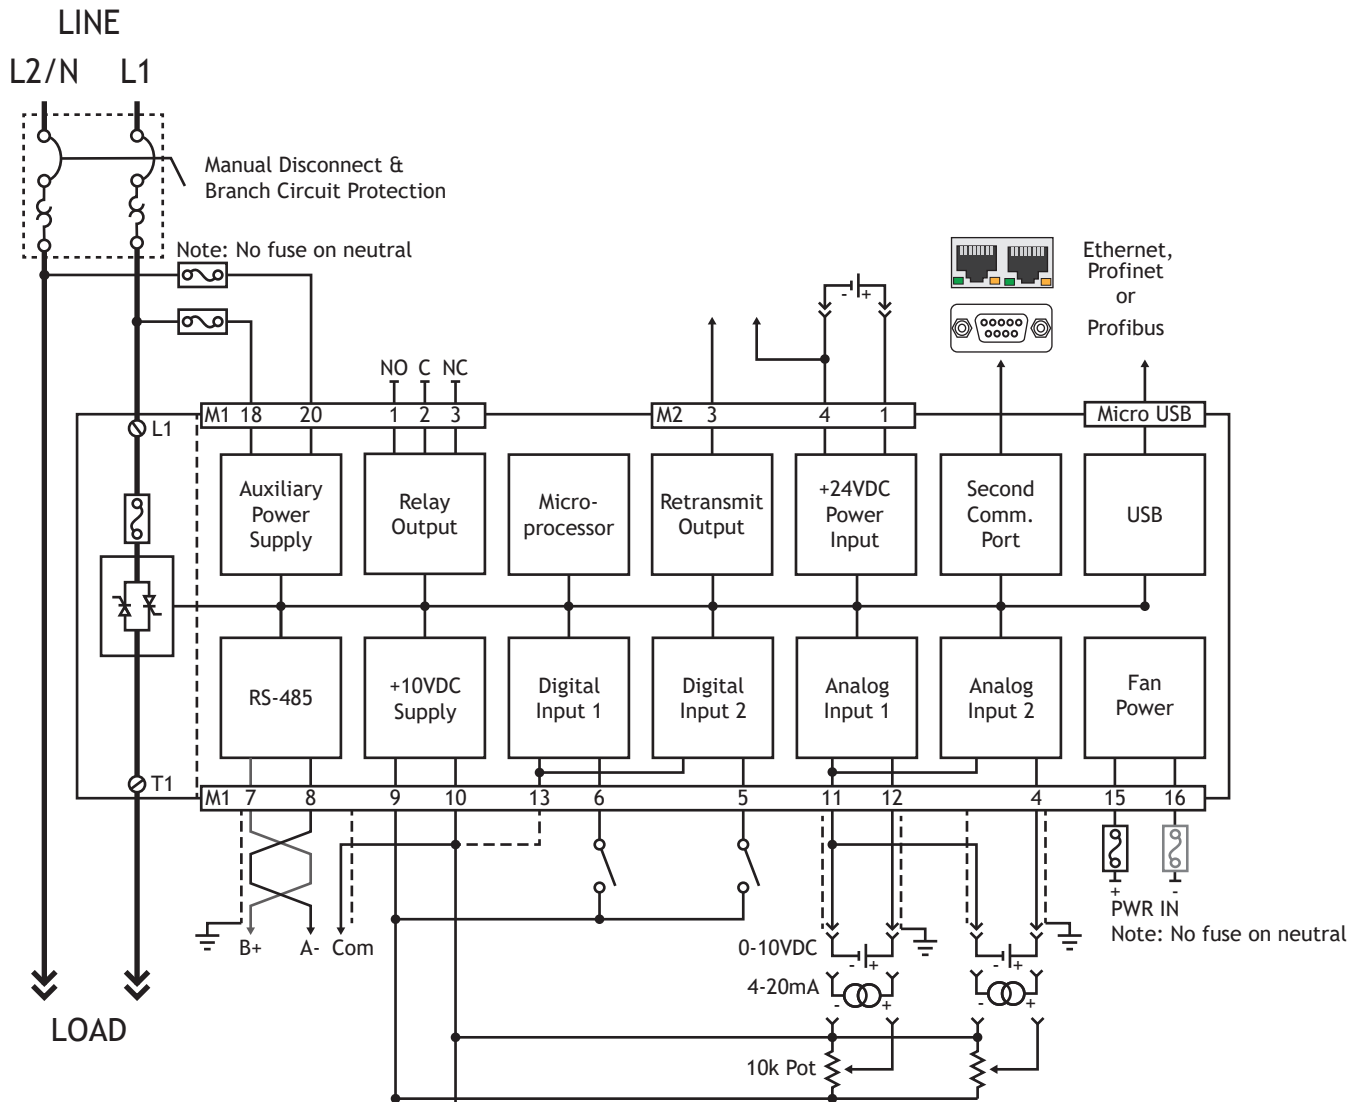 LINE
L2/N L1
Manual Disconnect &
Branch Circuit Protection
Note: No fuse on neutral
Ethernet,
Profinet
or
Profibus
NO C NC
- +
M1 18 20 1 2 3
M2 3 4 1
Micro USB
L1
Auxiliary
Power
Supply
Relay
Output
Micro-
processor
Retransmit
Output
+24VDC
Power
Input
Second
Comm.
Port
USB
RS-485
+10VDC
Supply
Digital
Input 1
Digital
Input 2
Analog
Input 1
Analog
Input 2
Fan
Power
T1
M1 7 8 9 10 13 6 5 11 12 4 15 16
+ -
PWR IN
Note: No fuse on neutral
B+ A- Com
0-10VDC
- +
- +
4-20mA
- +
- +
LOAD
10k Pot